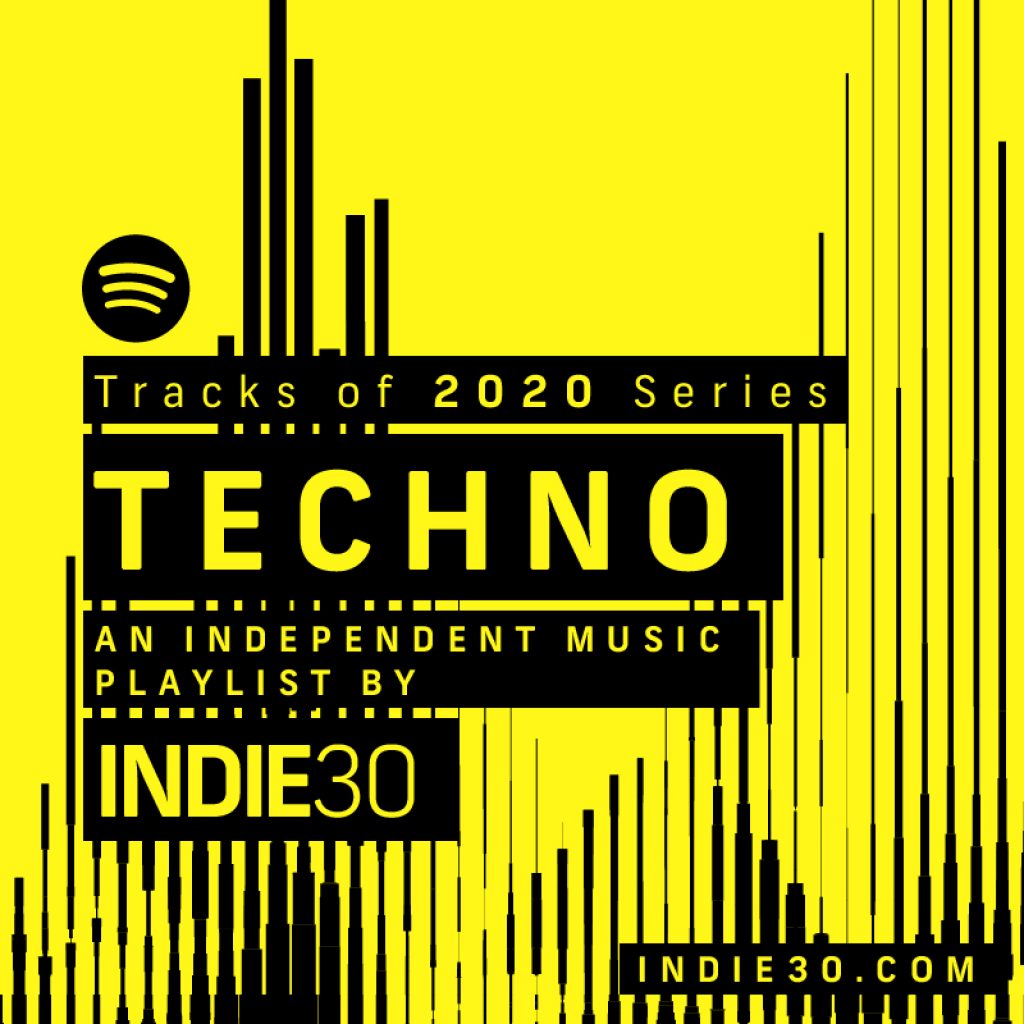 Tracks of 2020 Series
TECHNO
AN INDEPENDENT MUSIC
PLAYLIST BY
INDIE30
INDIE30.COM